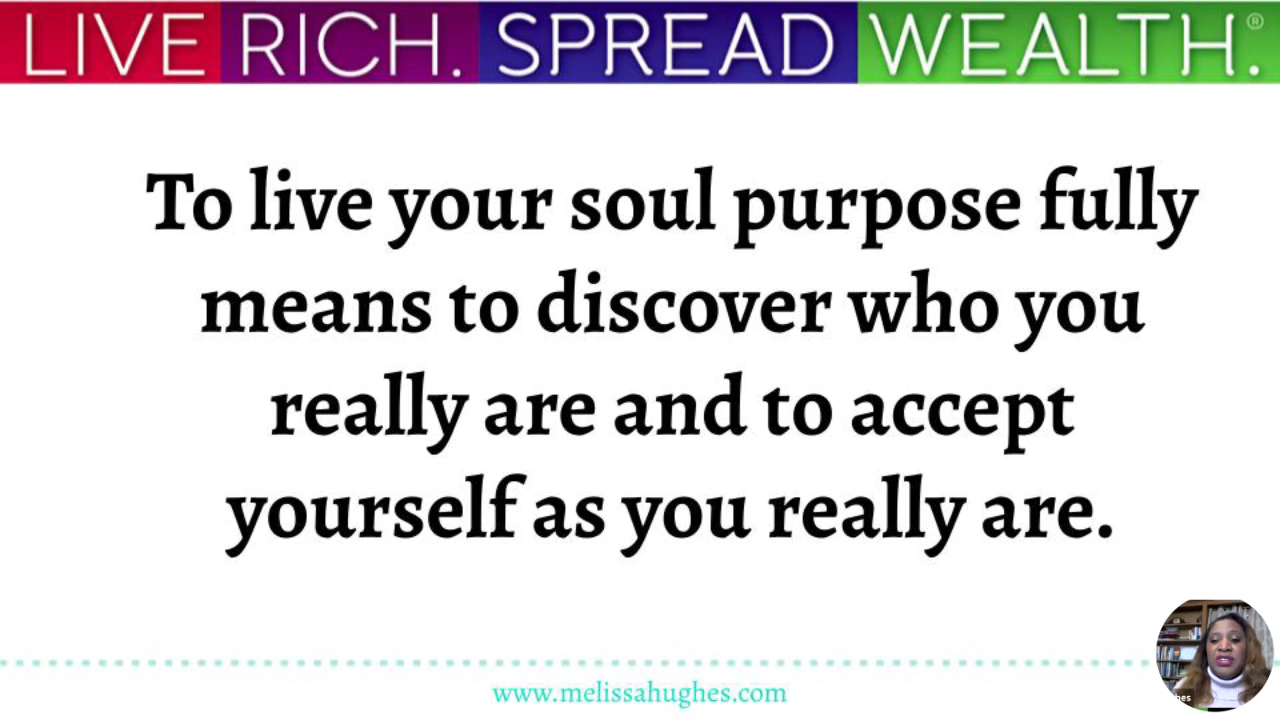 LIVE RICH. SPREAD WEALTH.®
To live your soul purpose fully
means to discover who you
really are and to accept
yourself as you really are.
www.melissahughes.com
hes